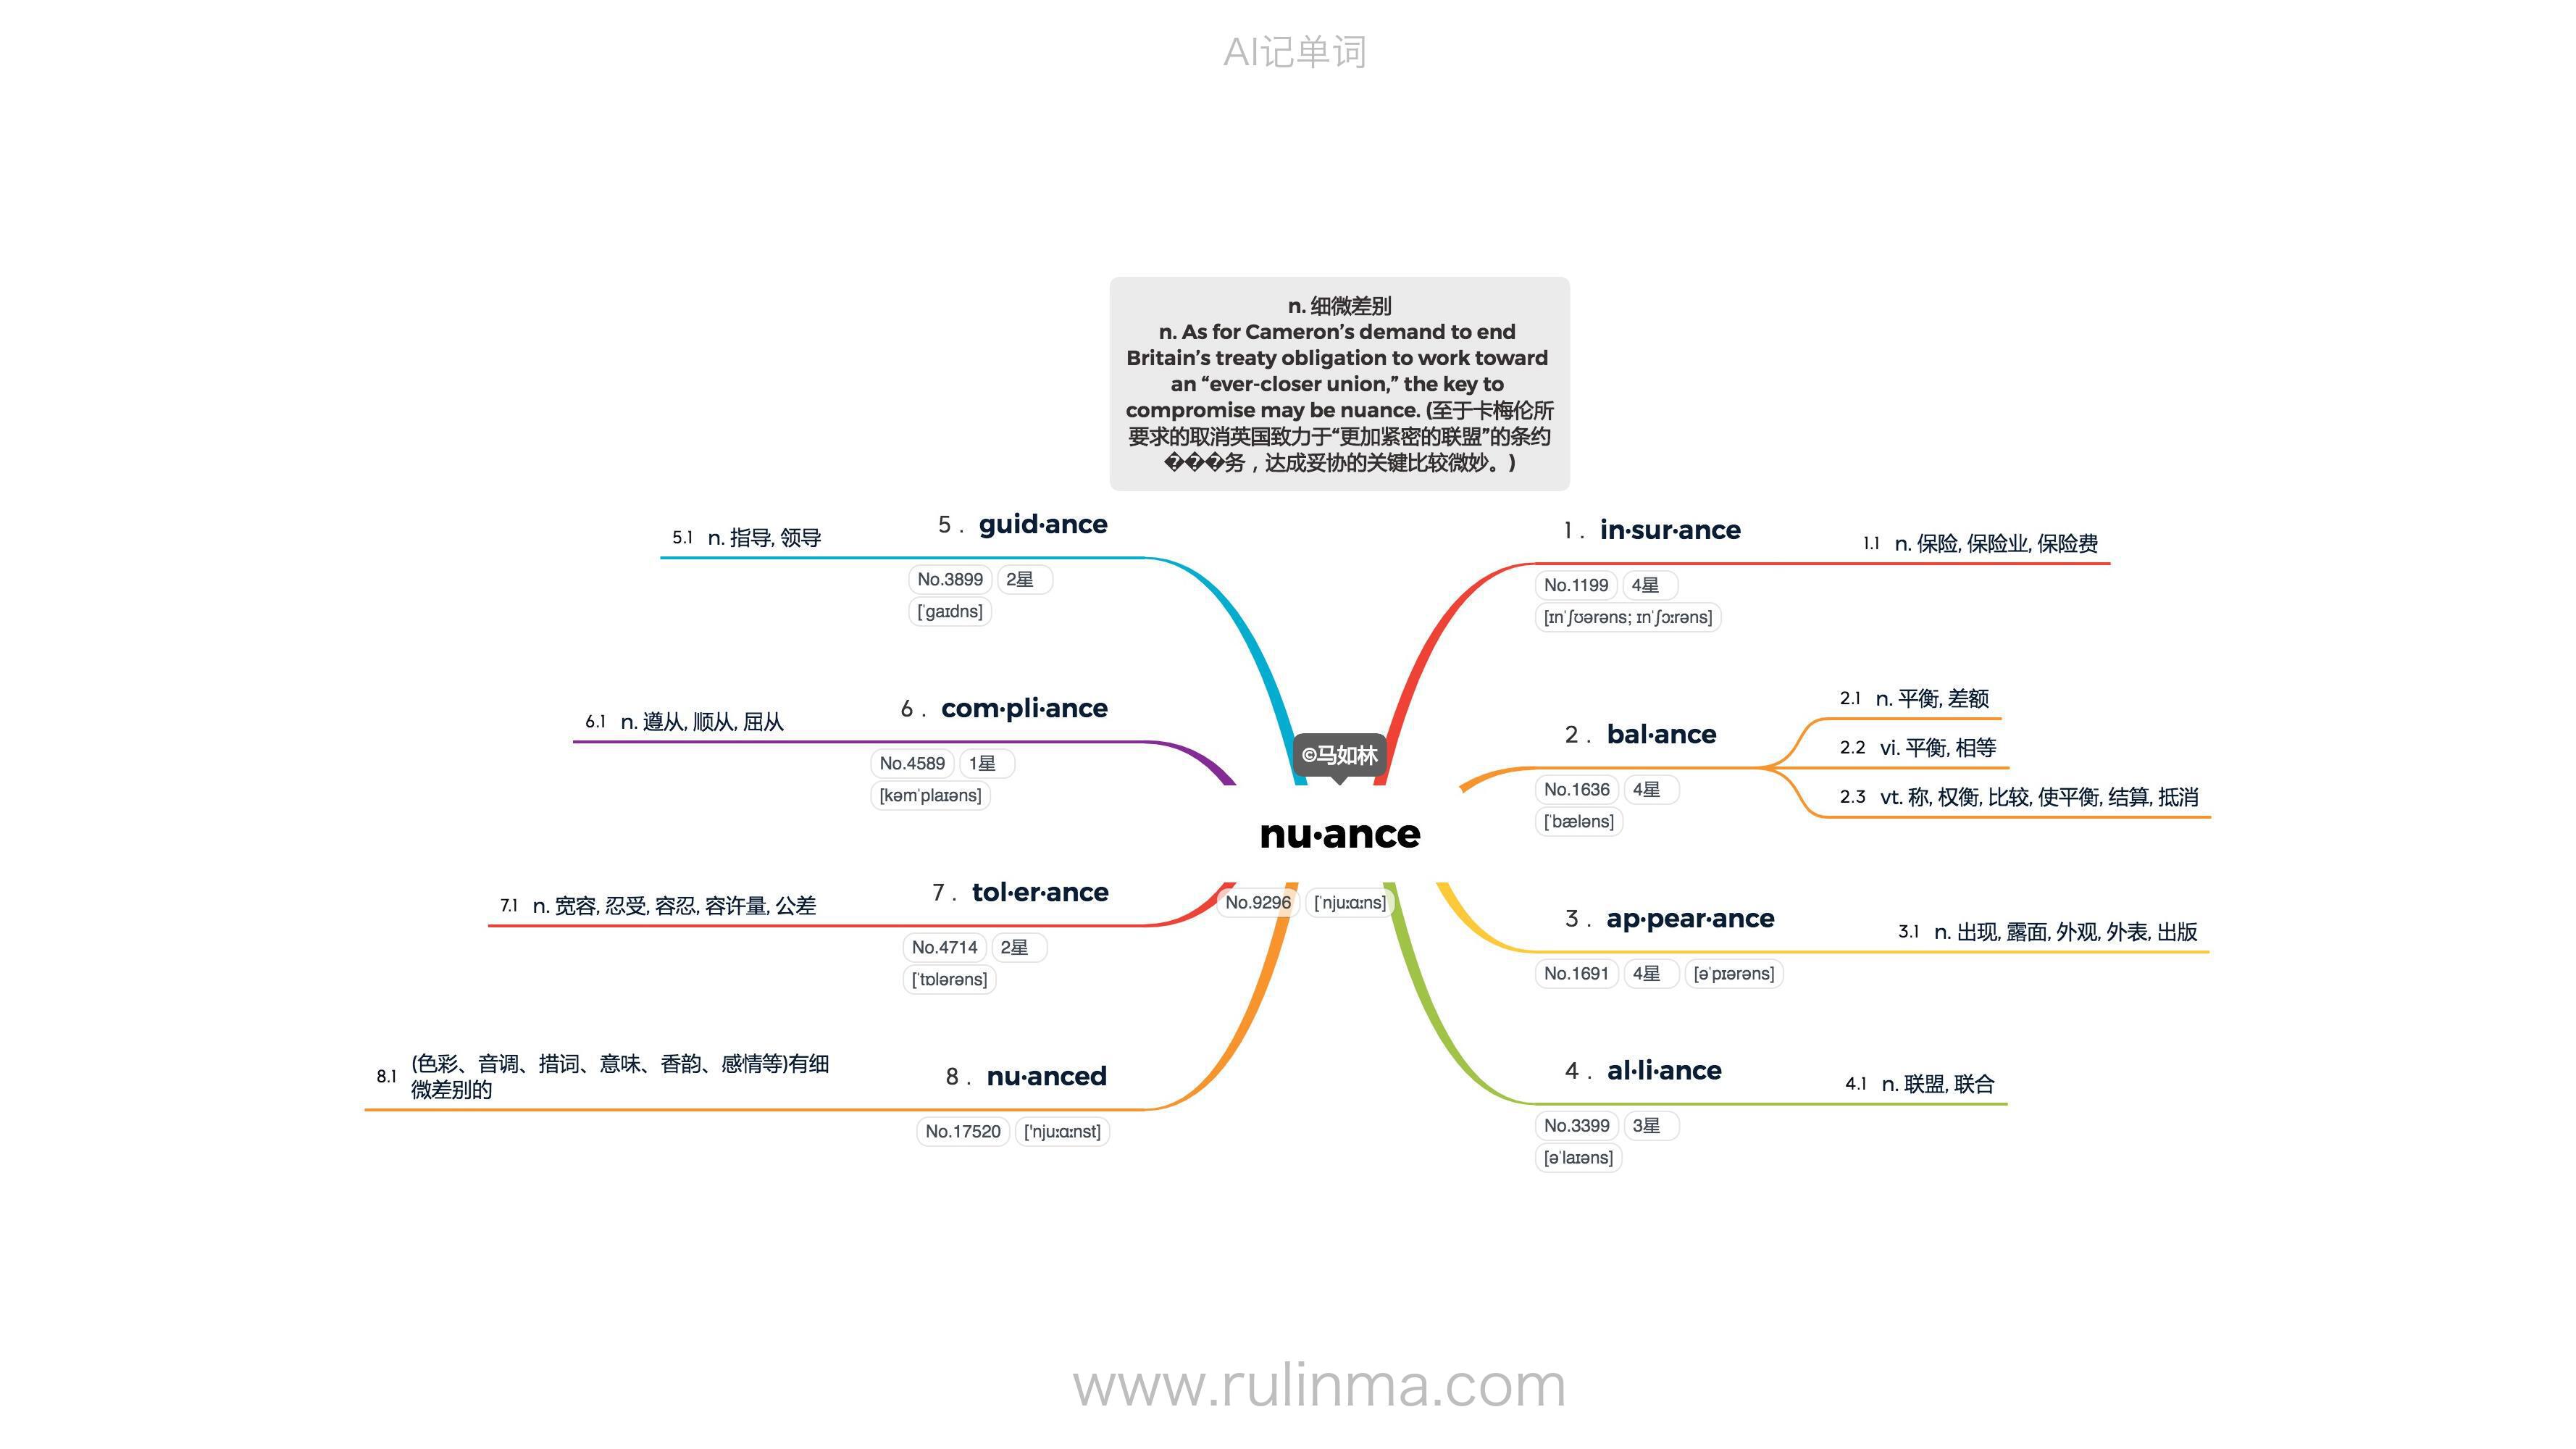 AI记单词
n. 细微差别
n. As for Cameron’s demand to end
Britain’s treaty obligation to work toward
an “ever-closer union,” the key to
compromise may be nuance. (至于卡梅伦所
要求的取消英国致力于“更加紧密的联盟”的条约
���务，达成妥协的关键比较微妙。)
©马如林
nu·ance
No.9296 [ˈnjuːɑːns]
1 . in·sur·ance
No.1199 4星
[ɪnˈʃʊərəns; ɪnˈʃɔːrəns]
1.1 n. 保险, 保险业, 保险费
2 . bal·ance
No.1636 4星
[ˈbæləns]
2.1 n. 平衡, 差额
2.2 vi. 平衡, 相等
2.3 vt. 称, 权衡, 比较, 使平衡, 结算, 抵消
3 . ap·pear·ance
No.1691 4星 [əˈpɪərəns]
3.1 n. 出现, 露面, 外观, 外表, 出版
4 . al·li·ance
No.3399 3星
[əˈlaɪəns]
4.1 n. 联盟, 联合
5 . guid·ance
No.3899 2星
[ˈɡaɪdns]
5.1 n. 指导, 领导
6 . com·pli·ance
No.4589 1星
[kəmˈplaɪəns]
6.1 n. 遵从, 顺从, 屈从
7 . tol·er·ance
No.4714 2星
[ˈtɒlərəns]
7.1 n. 宽容, 忍受, 容忍, 容许量, 公差
8 . nu·anced
No.17520 ['njuːɑːnst]
8.1 (色彩、音调、措词、意味、香韵、感情等)有细
微差别的
www.rulinma.com